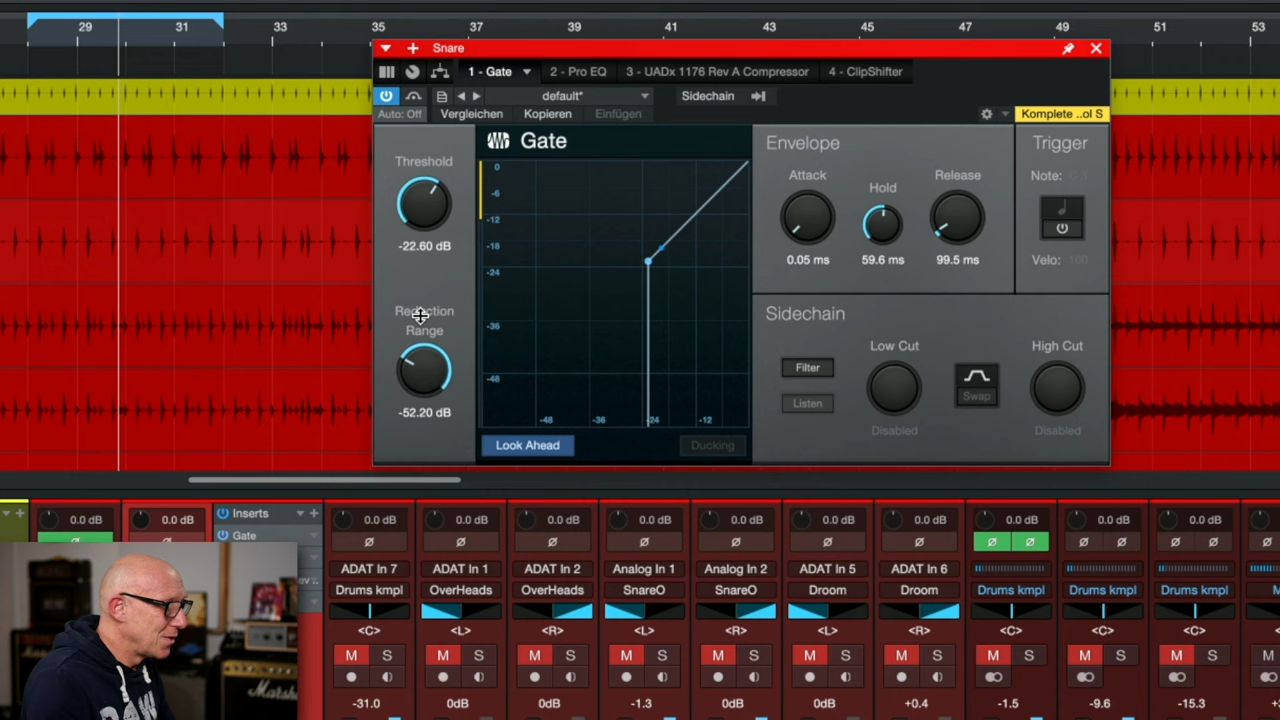 29 31 33 35 37 39 41 43 45 47 49 51 53
Snare
1 - Gate 2 - Pro EQ 3 - UADx 1176 Rev A Compressor 4 - ClipShifter
default* Sidechain
Auto: Off Vergleichen Kopieren Einfügen Komplete ..ol S
Gate
Envelope
Trigger
Threshold
-22.60 dB
Range
-52.20 dB
0
-6
-12
-18
-24
-36
-48
-48 -36 -24 -12
Look Ahead Ducking
Attack Hold Release
0.05 ms 59.6 ms 99.5 ms
Note:
Velo: 100
Sidechain
Filter
Listen
Low Cut
Swap
High Cut
Disabled Disabled
0.0 dB 0.0 dB Inserts 0.0 dB 0.0 dB 0.0 dB 0.0 dB 0.0 dB 0.0 dB 0.0 dB 0.0 dB 0.0 dB 0.0 dB
Gate
ADAT In 7 ADAT In 1 ADAT In 2 Analog In 1 Analog In 2 ADAT In 5 ADAT In 6
Drums kmpl OverHeads OverHeads SnareO SnareO Droom Droom Drums kmpl Drums kmpl Drums kmpl
<C> <L> <R> <L> <R> <L> <R> <C> <C> <C>
M S M S M S M S M S M S M S M S M S M S M
-31.0 0dB 0dB -1.3 0dB 0dB +0.4 -1.5 -9.6 -15.3
Marshall